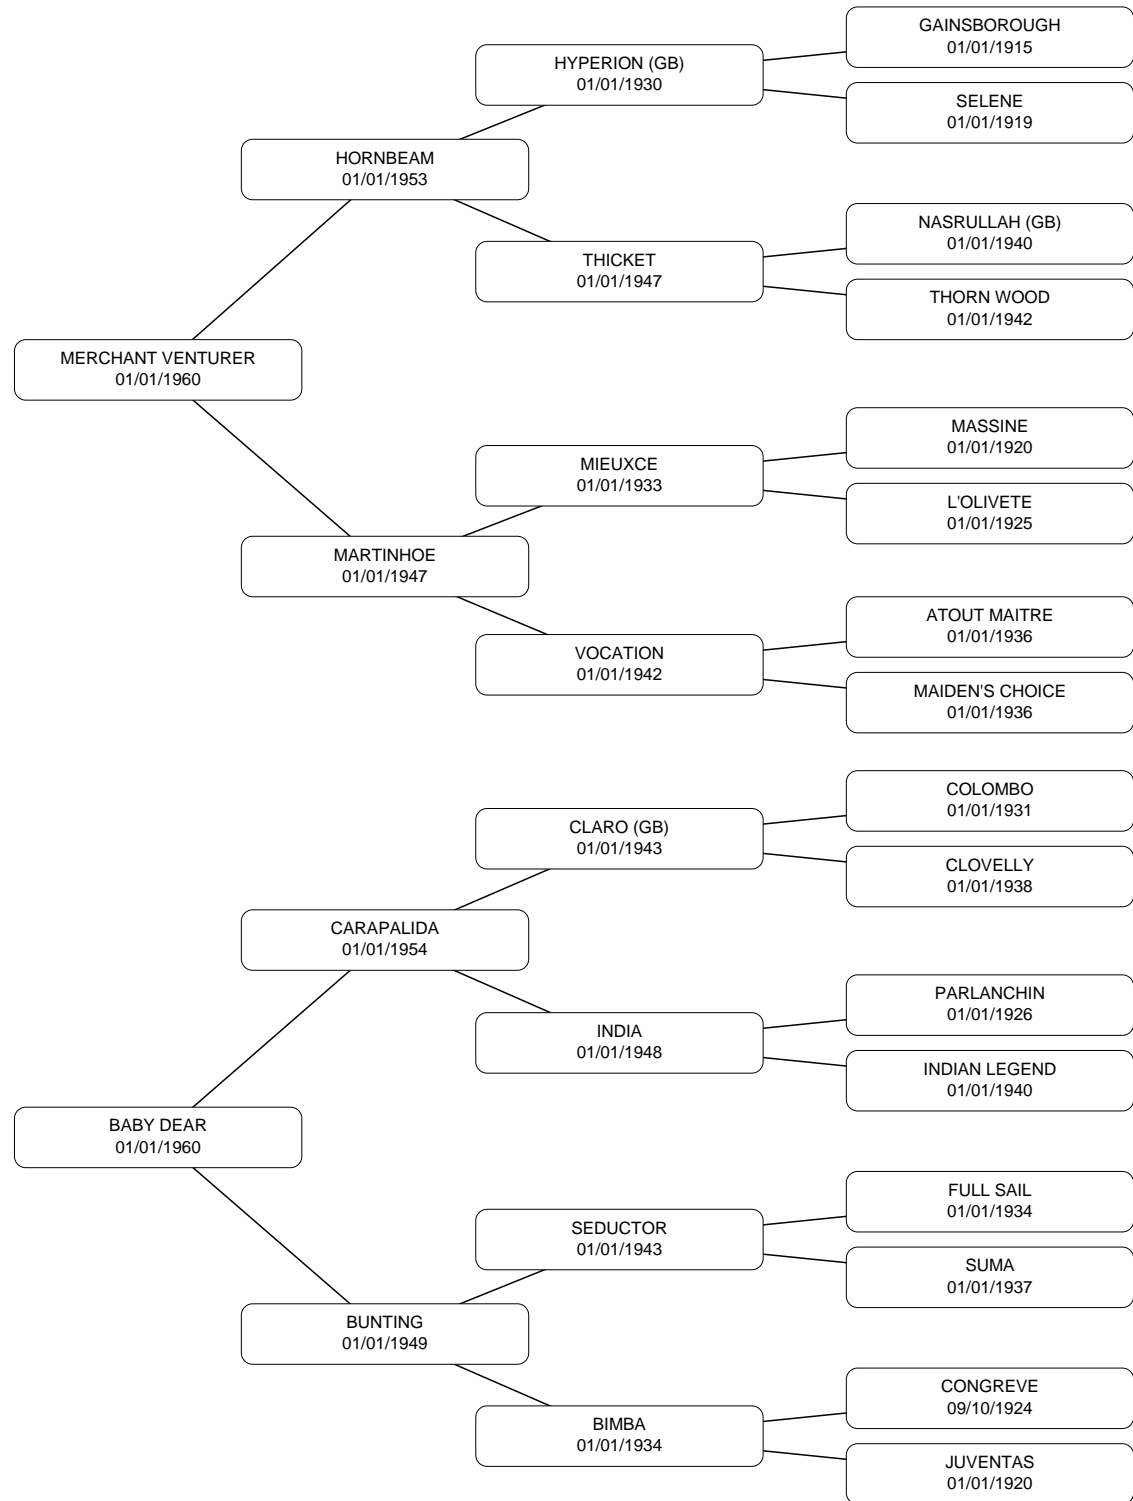 GAINSBOROUGH
01/01/1915
HYPERION (GB)
01/01/1930
SELENE
01/01/1919
HORNBEAM
01/01/1953
NASRULLAH (GB)
01/01/1940
THICKET
01/01/1947
THORN WOOD
01/01/1942
MERCHANT VENTURER
01/01/1960
MASSINE
01/01/1920
MIEUXCE
01/01/1933
L'OLIVETE
01/01/1925
MARTINHOE
01/01/1947
ATOUT MAITRE
01/01/1936
VOCATION
01/01/1942
MAIDEN'S CHOICE
01/01/1936
COLOMBO
01/01/1931
CLARO (GB)
01/01/1943
CLOVELLY
01/01/1938
CARAPALIDA
01/01/1954
PARLANCHIN
01/01/1926
INDIA
01/01/1948
INDIAN LEGEND
01/01/1940
BABY DEAR
01/01/1960
FULL SAIL
01/01/1934
SEDUCTOR
01/01/1943
SUMA
01/01/1937
BUNTING
01/01/1949
CONGREVE
09/10/1924
BIMBA
01/01/1934
JUVENTAS
01/01/1920